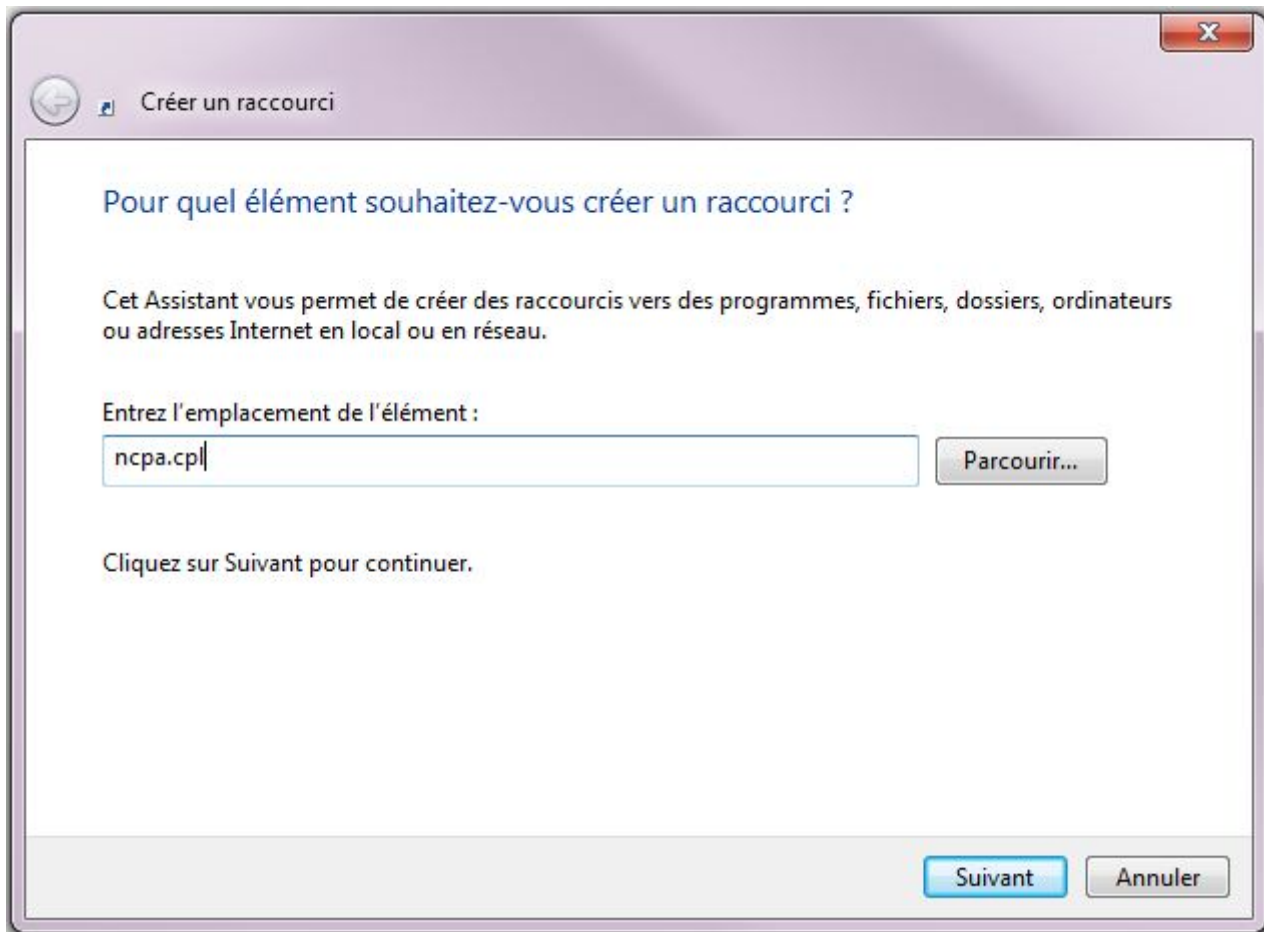 Créer un raccourci
Pour quel élément souhaitez-vous créer un raccourci ?
Cet Assistant vous permet de créer des raccourcis vers des programmes, fichiers, dossiers, ordinateurs
ou adresses Internet en local ou en réseau.
Entrez l'emplacement de l'élément :
ncpa.cpl
Parcourir...
Cliquez sur Suivant pour continuer.
Suivant
Annuler